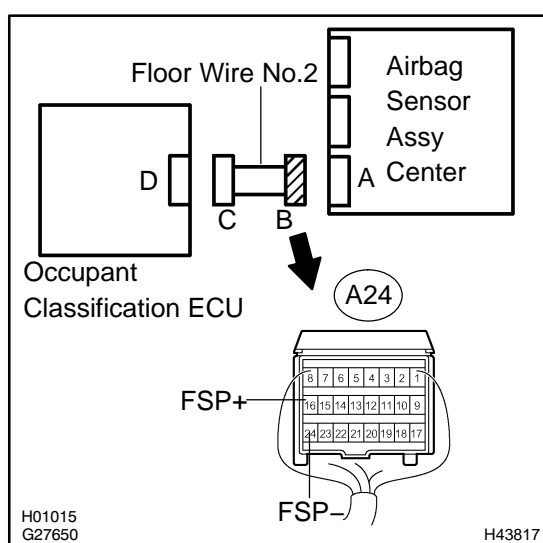 Floor Wire No.2
Airbag
Sensor
Assy
Center
A
D
C
B
Occupant
Classification ECU
A24
8 7 6 5 4 3 2 1
FSP+
16 15 14 13 12 11 10 9
24 23 22 21 20 19 18 17
FSP–
H01015
G27650
H43817